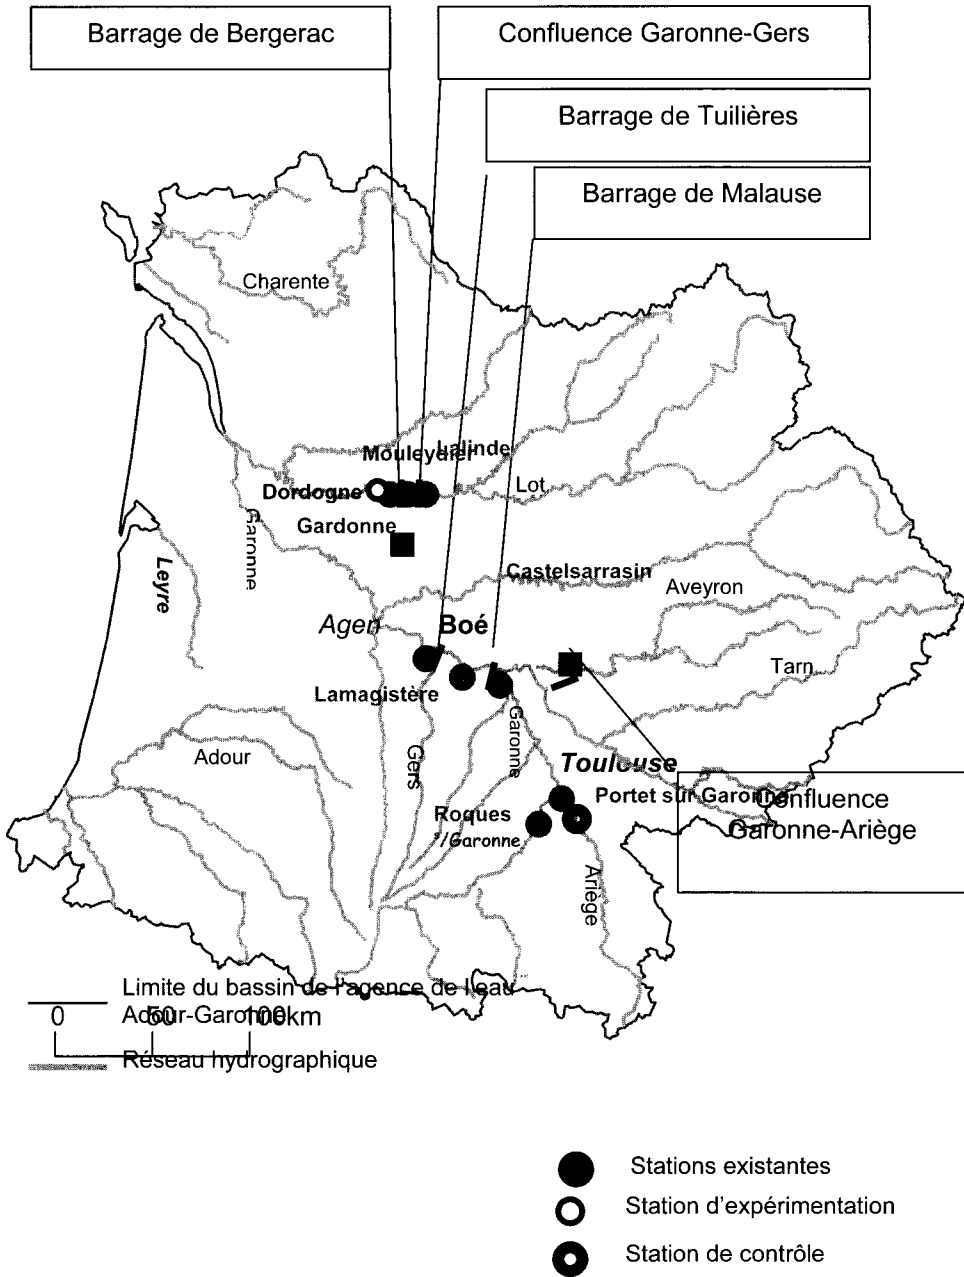 Barrage de Bergerac
Confluence Garonne-Gers
Barrage de Tuilières
Barrage de Malause
Charente
Mouleydier
Lalinde
Dordogne
Lot
Gardonne
Garonne
Leyre
Castelsarrasin
Aveyron
Agen
Boé
Tarn
Lamagistère
Garonne
Gers
Adour
Toulouse
Portet sur Garonne
Confluence
Garonne-Ariège
Roques
s/Garonne
Ariège
Limite du bassin de l'agence de l'eau
Adour-Garonne
0 50 100km
Réseau hydrographique
Stations existantes
Station d'expérimentation
Station de contrôle